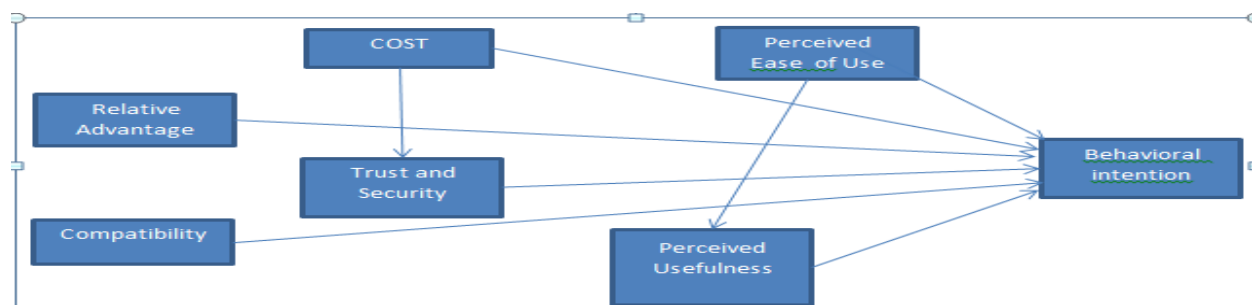 COST
Perceived
Ease of Use
Relative
Advantage
Trust and
Security
Behavioral
intention
Compatibility
Perceived
Usefulness